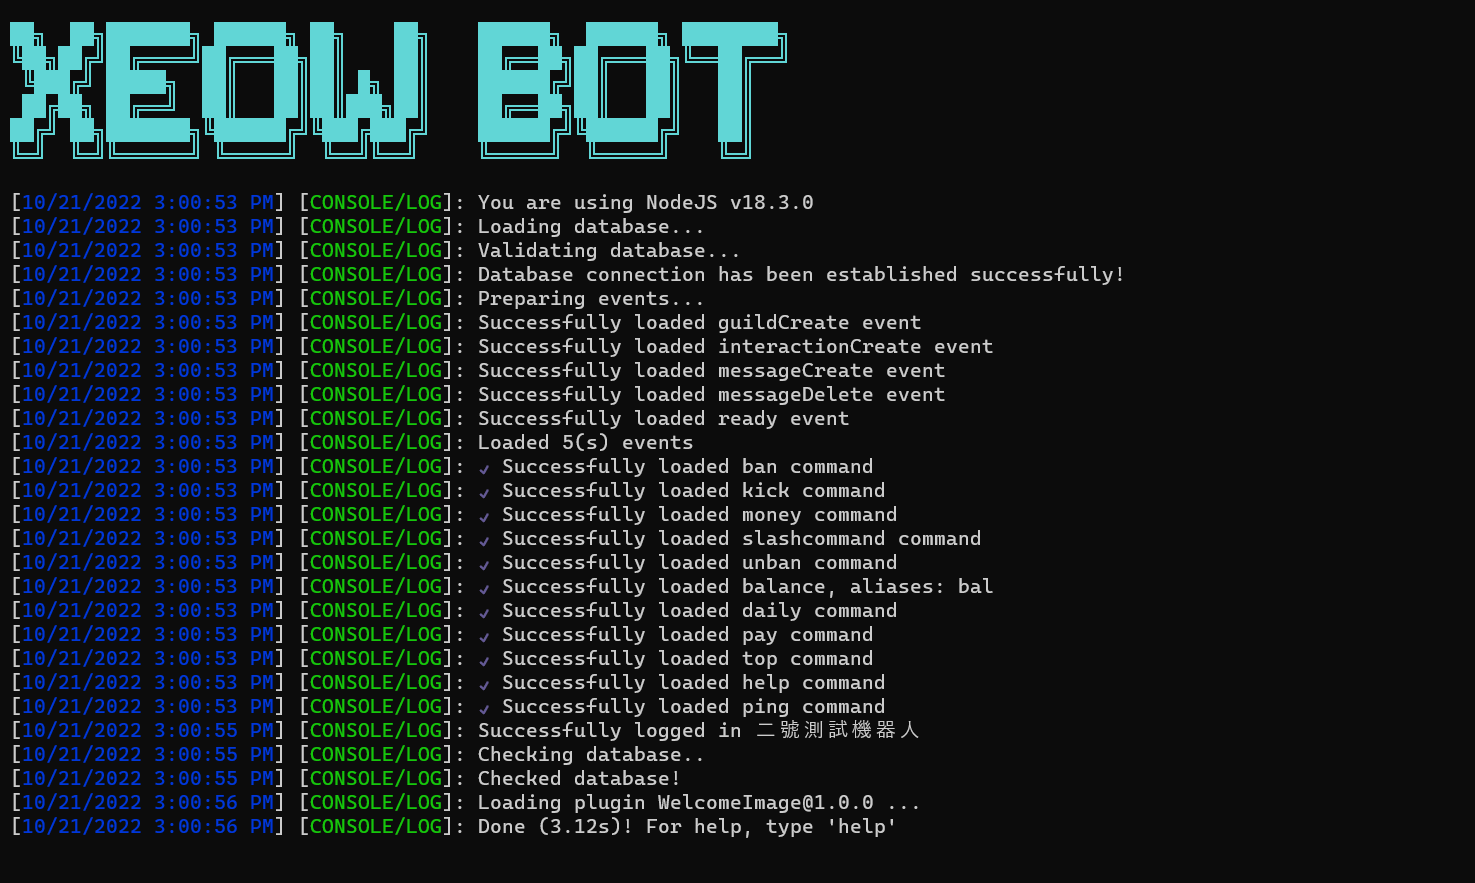 XEOW BOT
[10/21/2022 3:00:53 PM] [CONSOLE/LOG]: You are using NodeJS v18.3.0
[10/21/2022 3:00:53 PM] [CONSOLE/LOG]: Loading database...
[10/21/2022 3:00:53 PM] [CONSOLE/LOG]: Validating database...
[10/21/2022 3:00:53 PM] [CONSOLE/LOG]: Database connection has been established successfully!
[10/21/2022 3:00:53 PM] [CONSOLE/LOG]: Preparing events...
[10/21/2022 3:00:53 PM] [CONSOLE/LOG]: Successfully loaded guildCreate event
[10/21/2022 3:00:53 PM] [CONSOLE/LOG]: Successfully loaded interactionCreate event
[10/21/2022 3:00:53 PM] [CONSOLE/LOG]: Successfully loaded messageCreate event
[10/21/2022 3:00:53 PM] [CONSOLE/LOG]: Successfully loaded messageDelete event
[10/21/2022 3:00:53 PM] [CONSOLE/LOG]: Successfully loaded ready event
[10/21/2022 3:00:53 PM] [CONSOLE/LOG]: Loaded 5(s) events
[10/21/2022 3:00:53 PM] [CONSOLE/LOG]: ✓ Successfully loaded ban command
[10/21/2022 3:00:53 PM] [CONSOLE/LOG]: ✓ Successfully loaded kick command
[10/21/2022 3:00:53 PM] [CONSOLE/LOG]: ✓ Successfully loaded money command
[10/21/2022 3:00:53 PM] [CONSOLE/LOG]: ✓ Successfully loaded slashcommand command
[10/21/2022 3:00:53 PM] [CONSOLE/LOG]: ✓ Successfully loaded unban command
[10/21/2022 3:00:53 PM] [CONSOLE/LOG]: ✓ Successfully loaded balance, aliases: bal
[10/21/2022 3:00:53 PM] [CONSOLE/LOG]: ✓ Successfully loaded daily command
[10/21/2022 3:00:53 PM] [CONSOLE/LOG]: ✓ Successfully loaded pay command
[10/21/2022 3:00:53 PM] [CONSOLE/LOG]: ✓ Successfully loaded top command
[10/21/2022 3:00:53 PM] [CONSOLE/LOG]: ✓ Successfully loaded help command
[10/21/2022 3:00:53 PM] [CONSOLE/LOG]: ✓ Successfully loaded ping command
[10/21/2022 3:00:55 PM] [CONSOLE/LOG]: Successfully logged in 二號測試機器人
[10/21/2022 3:00:55 PM] [CONSOLE/LOG]: Checking database..
[10/21/2022 3:00:55 PM] [CONSOLE/LOG]: Checked database!
[10/21/2022 3:00:56 PM] [CONSOLE/LOG]: Loading plugin WelcomeImage@1.0.0 ...
[10/21/2022 3:00:56 PM] [CONSOLE/LOG]: Done (3.12s)! For help, type 'help'